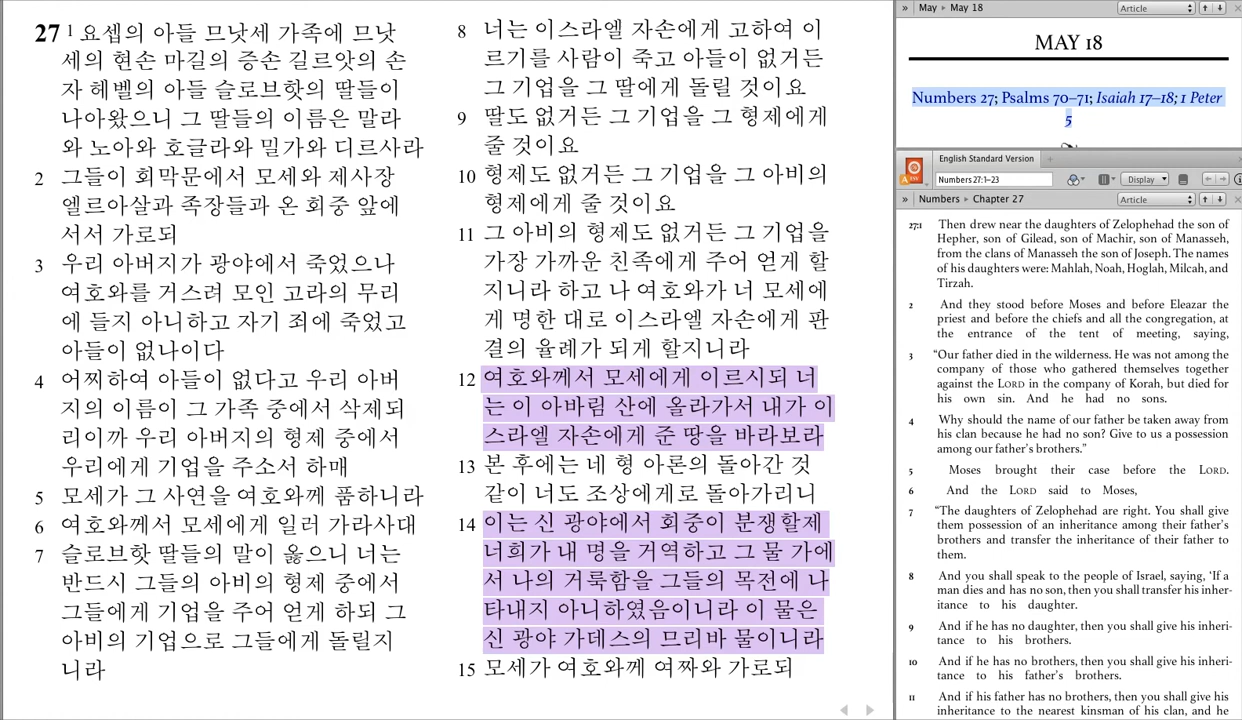 27 1 요셉의 아들 므낫세 가족에 므낫
세의 현손 마길의 증손 길르앗의 손
자 헤벨의 아들 슬로브핫의 딸들이
나아왔으니 그 딸들의 이름은 말라
와 노아와 호글라와 밀가와 디르사라
2 그들이 회막문에서 모세와 제사장
엘르아살과 족장들과 온 회중 앞에
서서 가로되
3 우리 아버지가 광야에서 죽었으나
여호와를 거스려 모인 고라의 무리
에 들지 아니하고 자기 죄에 죽었고
아들이 없나이다
4 어찌하여 아들이 없다고 우리 아버
지의 이름이 그 가족 중에서 삭제되
리이까 우리 아버지의 형제 중에서
우리에게 기업을 주소서 하매
5 모세가 그 사연을 여호와께 품하니라
6 여호와께서 모세에게 일러 가라사대
7 슬로브핫 딸들의 말이 옳으니 너는
반드시 그들의 아비의 형제 중에서
그들에게 기업을 주어 얻게 하되 그
아비의 기업으로 그들에게 돌릴지
니라
8 너는 이스라엘 자손에게 고하여 이
르기를 사람이 죽고 아들이 없거든
그 기업을 그 딸에게 돌릴 것이요
9 딸도 없거든 그 기업을 그 형제에게
줄 것이요
10 형제도 없거든 그 기업을 그 아비의
형제에게 줄 것이요
11 그 아비의 형제도 없거든 그 기업을
가장 가까운 친족에게 주어 얻게 할
지니라 하고 나 여호와가 너 모세에
게 명한 대로 이스라엘 자손에게 판
결의 율례가 되게 할지니라
12 여호와께서 모세에게 이르시되 너
는 이 아바림 산에 올라가서 내가 이
스라엘 자손에게 준 땅을 바라보라
13 본 후에는 네 형 아론의 돌아간 것
같이 너도 조상에게로 돌아가리니
14 이는 신 광야에서 회중이 분쟁할제
너희가 내 명을 거역하고 그 물 가에
서 나의 거룩함을 그들의 목전에 나
타내지 아니하였음이니라 이 물은
신 광야 가데스의 므리바 물이니라
15 모세가 여호와께 여짜와 가로되
» May ▸ May 18 Article
MAY 18
Numbers 27; Psalms 70–71; Isaiah 17–18; 1 Peter
5
English Standard Version
Numbers 27:1–23 Display
» Numbers ▸ Chapter 27 Article
27:1 Then drew near the daughters of Zelophehad the son of
Hepher, son of Gilead, son of Machir, son of Manasseh,
from the clans of Manasseh the son of Joseph. The names
of his daughters were: Mahlah, Noah, Hoglah, Milcah, and
Tirzah.
2 And they stood before Moses and before Eleazar the
priest and before the chiefs and all the congregation, at
the entrance of the tent of meeting, saying,
3 “Our father died in the wilderness. He was not among the
company of those who gathered themselves together
against the LORD in the company of Korah, but died for
his own sin. And he had no sons.
4 Why should the name of our father be taken away from
his clan because he had no son? Give to us a possession
among our father’s brothers.”
5 Moses brought their case before the LORD.
6 And the LORD said to Moses,
7 “The daughters of Zelophehad are right. You shall give
them possession of an inheritance among their father’s
brothers and transfer the inheritance of their father to
them.
8 And you shall speak to the people of Israel, saying, ‘If a
man dies and has no son, then you shall transfer his inher-
itance to his daughter.
9 And if he has no daughter, then you shall give his inheri-
tance to his brothers.
10 And if he has no brothers, then you shall give his inheri-
tance to his father’s brothers.
11 And if his father has no brothers, then you shall give his
inheritance to the nearest kinsman of his clan, and he